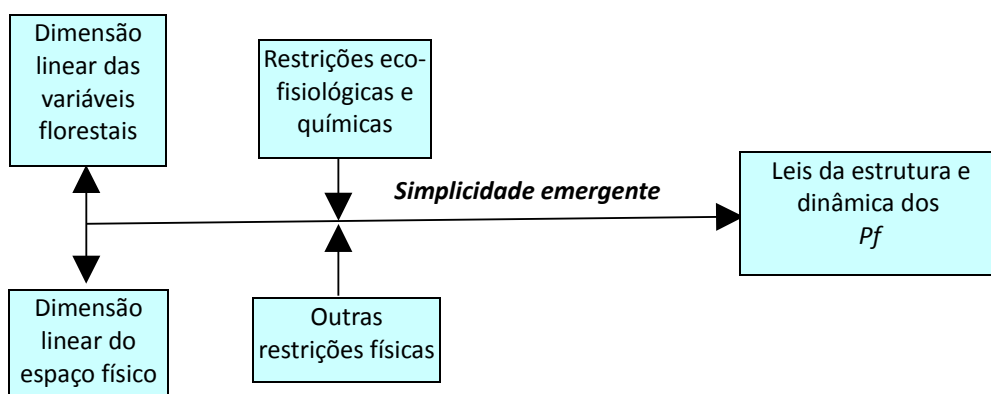 Dimensão
linear das
variáveis
florestais
Restrições eco-
fisiológicas e
químicas
Simplicidade emergente
Leis da estrutura e
dinâmica dos
Pf
Dimensão
linear do
espaço físico
Outras
restrições físicas